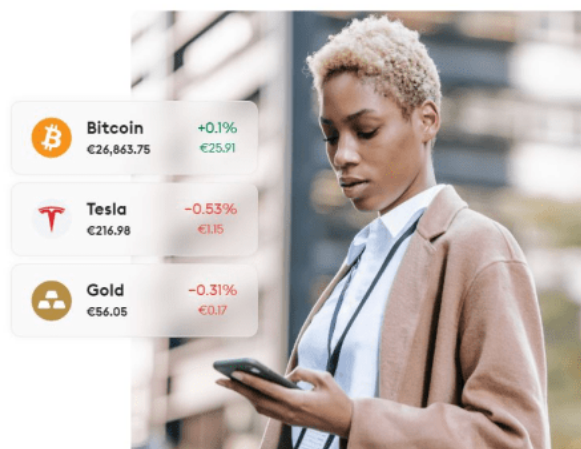 Bitcoin +0.1%
€26,863.75 €25.91
Tesla −0.53%
€216.98 €1.15
Gold −0.31%
€56.05 €0.17